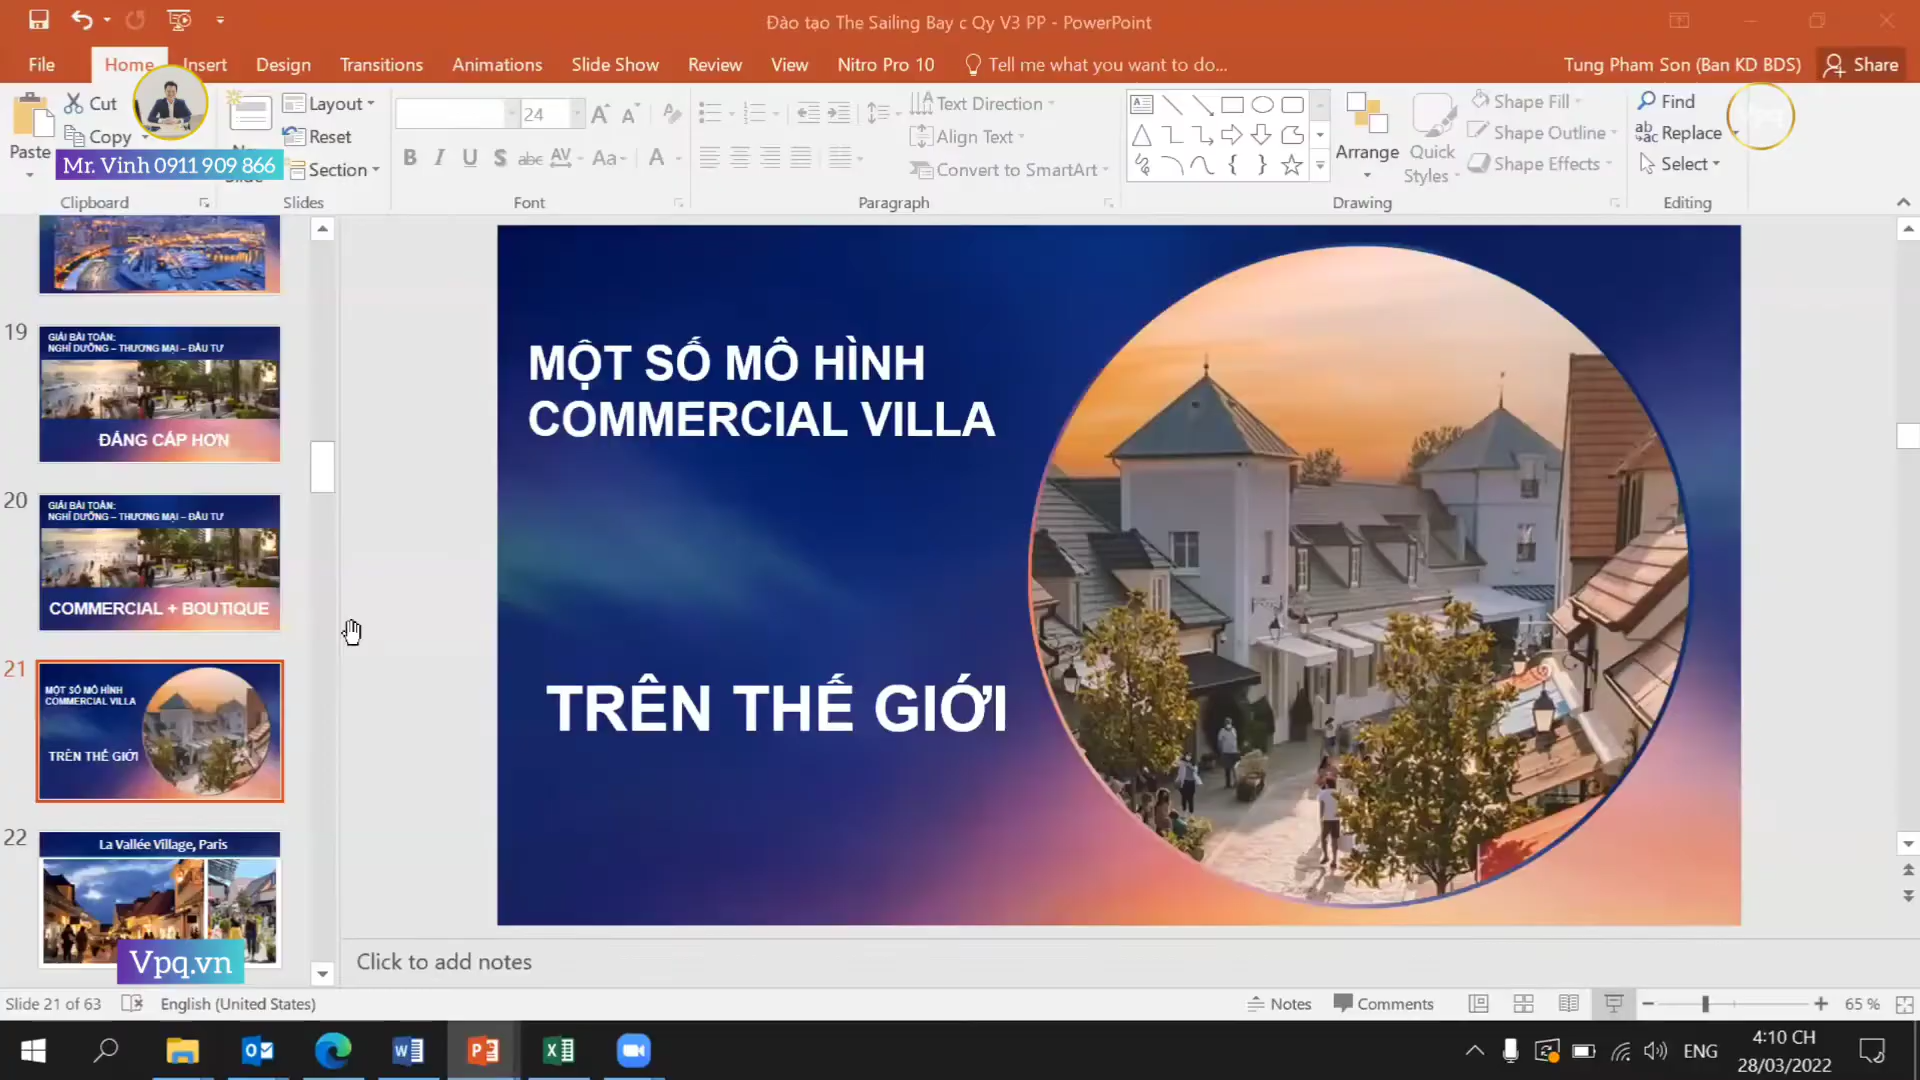 Đào tạo The Sailing Bay c Qy V3 PP - PowerPoint
File
Home
Insert
Design
Transitions
Animations
Slide Show
Review
View
Nitro Pro 10
Tell me what you want to do...
Tung Pham Son (Ban KD BDS)
Share
Paste
Cut
Copy
Layout
Reset
Section
24
Text Direction
Align Text
Convert to SmartArt
Arrange
Quick
Styles
Shape Fill
Shape Outline
Shape Effects
Find
Replace
Select
Mr. Vinh 0911 909 866
Clipboard
Slides
Font
Paragraph
Drawing
Editing
19
GIẢI BÀI TOÁN:
NGHỈ DƯỠNG – THƯƠNG MẠI – ĐẦU TƯ
ĐẲNG CẤP HƠN
20
GIẢI BÀI TOÁN:
NGHỈ DƯỠNG – THƯƠNG MẠI – ĐẦU TƯ
COMMERCIAL + BOUTIQUE
21
MỘT SỐ MÔ HÌNH
COMMERCIAL VILLA
TRÊN THẾ GIỚI
22
La Vallée Village, Paris
Vpq.vn
MỘT SỐ MÔ HÌNH
COMMERCIAL VILLA
TRÊN THẾ GIỚI
Click to add notes
Slide 21 of 63
English (United States)
Notes
Comments
65 %
ENG
4:10 CH
28/03/2022